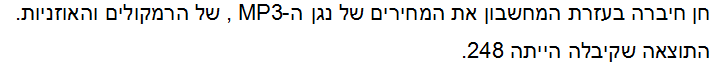 חן חיברה בעזרת המחשבון את המחירים של נגן ה-MP3 , של הרמקולים והאוזניות.
התוצאה שקיבלה הייתה 248.